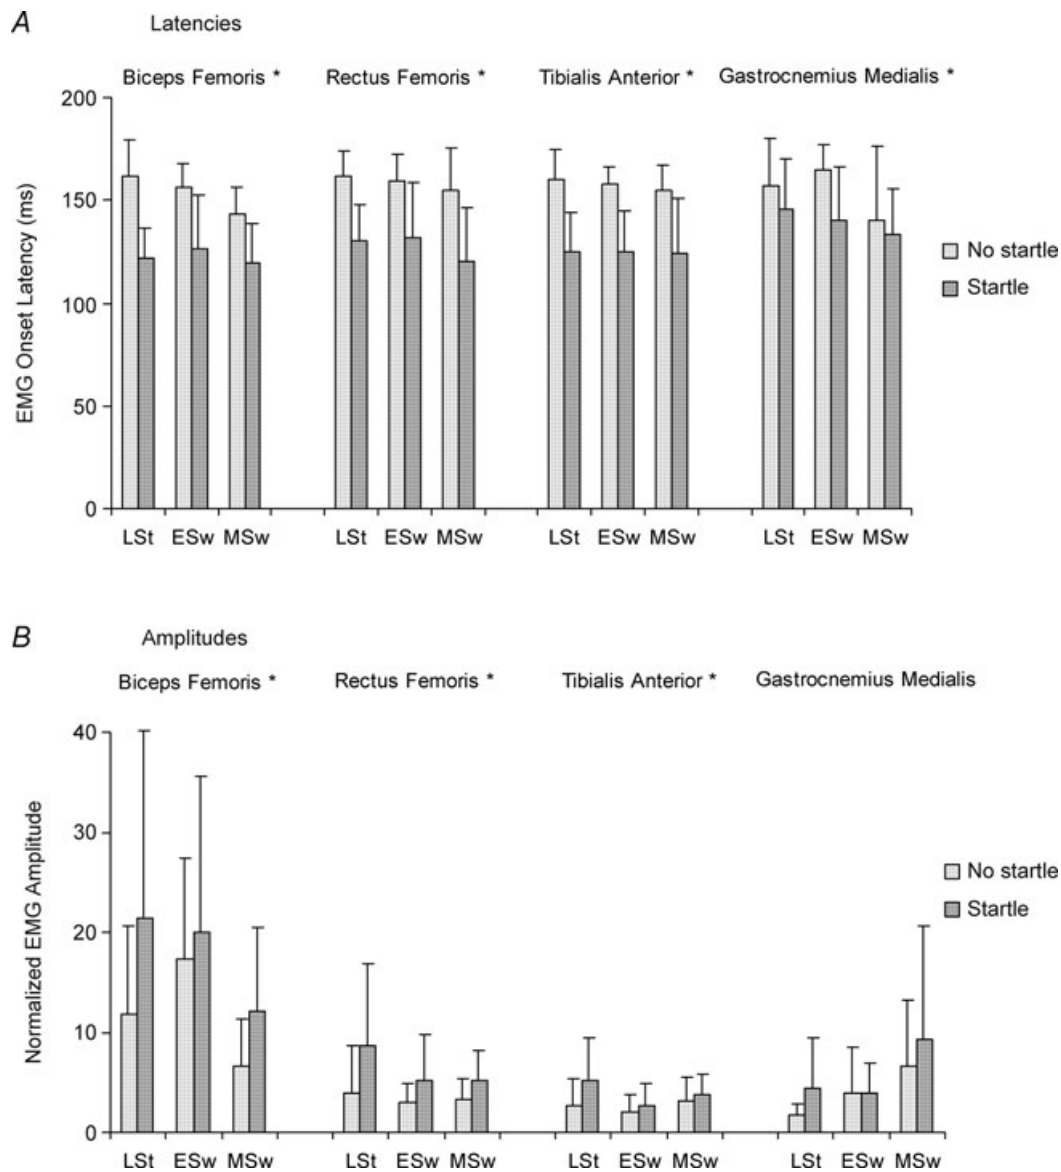 A Latencies
Biceps Femoris * Rectus Femoris * Tibialis Anterior * Gastrocnemius Medialis *
200
150
100
50
0
EMG Onset Latency (ms)
No startle
Startle
LSt ESw MSw LSt ESw MSw LSt ESw MSw LSt ESw MSw
B Amplitudes
Biceps Femoris * Rectus Femoris * Tibialis Anterior * Gastrocnemius Medialis
40
30
20
10
0
Normalized EMG Amplitude
No startle
Startle
LSt ESw MSw LSt ESw MSw LSt ESw MSw LSt ESw MSw